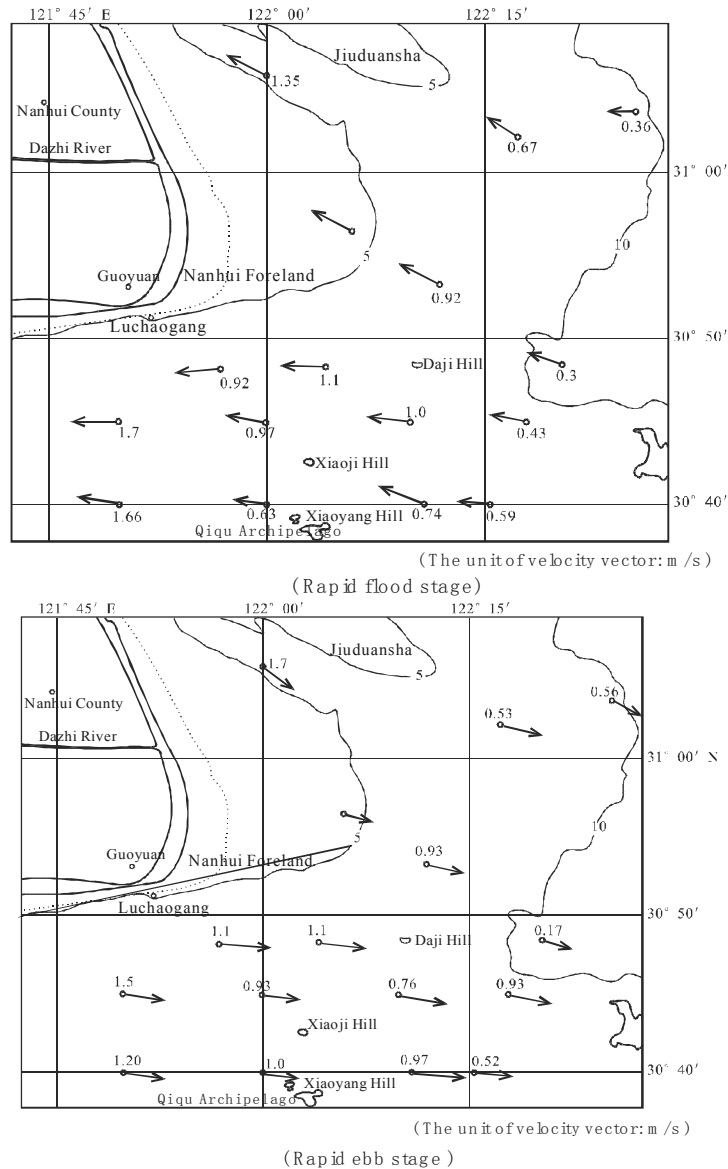 121° 45′ E 122° 00′ 122° 15′
Jiuduansha
1.35
5
Nanhui County
0.36
Dazhi River
0.67
31° 00′
5
10
Guoyuan
Nanhui Foreland
0.92
Luchaogang
30° 50′
Daji Hill
0.92
1.1
0.3
1.7
0.97
1.0
0.43
Xiaoji Hill
30° 40′
1.66
0.63
Xiaoyang Hill
0.74
0.59
Qiqu Archipelago
(The unit of velocity vector: m/s)
(Rapid flood stage)
121° 45′ E 122° 00′ 122° 15′
Jiuduansha
1.7
5
Nanhui County
0.56
0.53
Dazhi River
31° 00′ N
10
5
Guoyuan
Nanhui Foreland
0.93
Luchaogang
30° 50′
1.1
1.1
Daji Hill
0.17
1.5
0.93
0.76
0.93
Xiaoji Hill
1.20
1.0
0.97
0.52
30° 40′
Xiaoyang Hill
Qiqu Archipelago
(The unit of velocity vector: m/s)
(Rapid ebb stage)